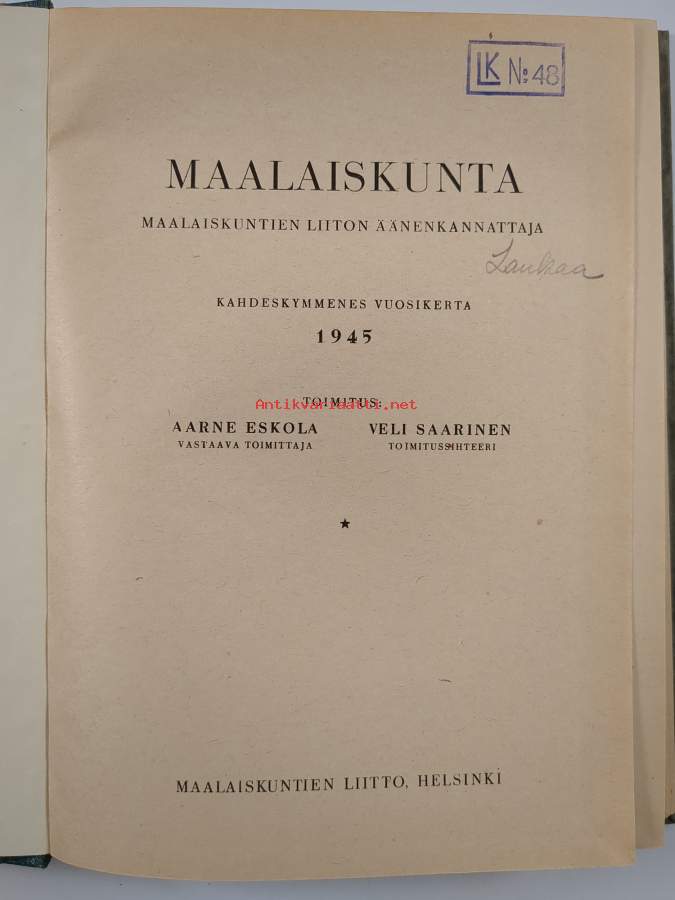 LK No 48
MAALAISKUNTA
MAALAISKUNTIEN LIITON ÄÄNENKANNATTAJA
Laukaa
KAHDESKYMMENES VUOSIKERTA
1945
TOIMITUS:
Antikvariaatti.net
AARNE ESKOLA VELI SAARINEN
VASTAAVA TOIMITTAJA TOIMITUSSIHTEERI
MAALAISKUNTIEN LIITTO, HELSINKI